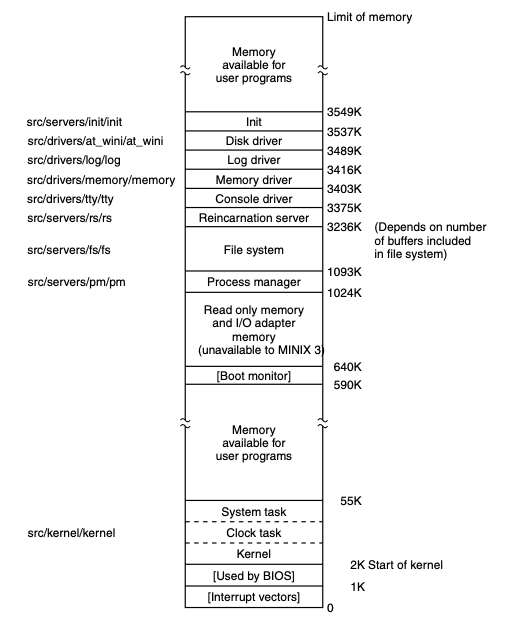 Limit of memory
Memory
available for
user programs
3549K
src/servers/init/init
Init
3537K
src/drivers/at_wini/at_wini
Disk driver
3489K
src/drivers/log/log
Log driver
3416K
src/drivers/memory/memory
Memory driver
3403K
src/drivers/tty/tty
Console driver
3375K
src/servers/rs/rs
Reincarnation server
3236K
(Depends on number
of buffers included
in file system)
src/servers/fs/fs
File system
1093K
src/servers/pm/pm
Process manager
1024K
Read only memory
and I/O adapter
memory
(unavailable to MINIX 3)
640K
[Boot monitor]
590K
Memory
available for
user programs
55K
System task
src/kernel/kernel
Clock task
Kernel
2K Start of kernel
[Used by BIOS]
1K
[Interrupt vectors]
0